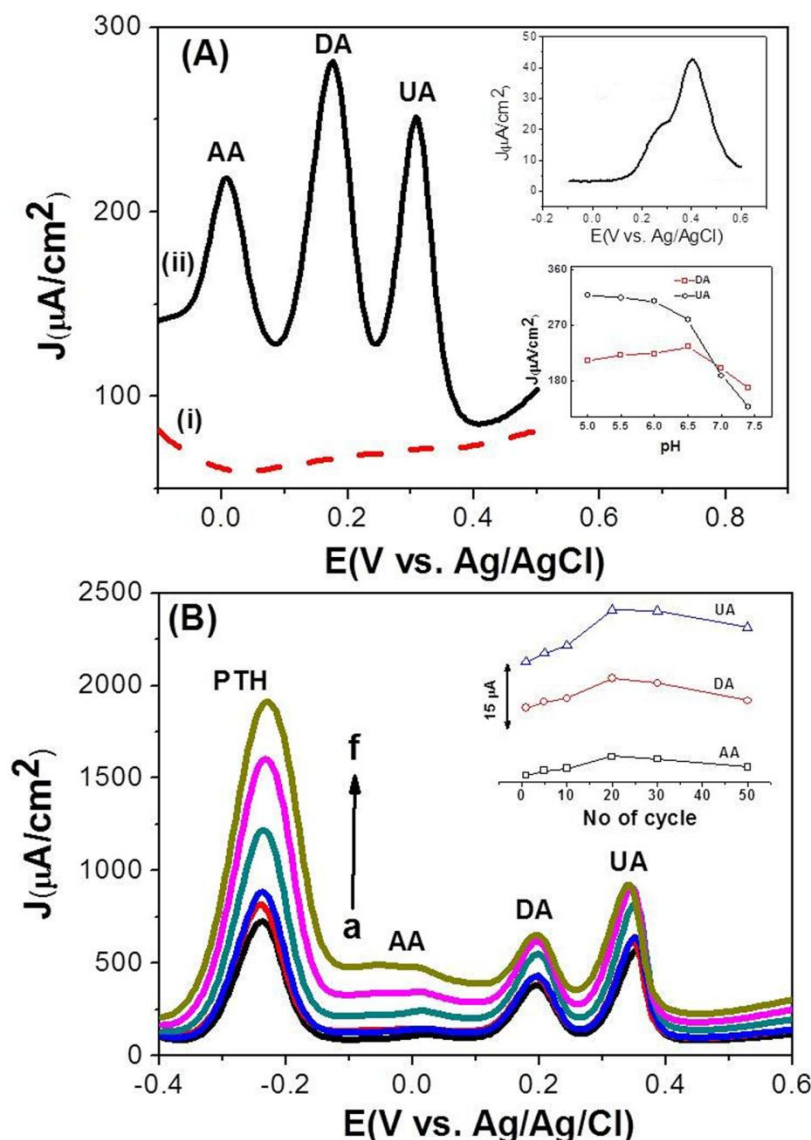 (A)
300
200
100
J(µA/cm²)
AA
DA
UA
(ii)
(i)
0.0 0.2 0.4 0.6 0.8
E(V vs. Ag/AgCl)
50
40
30
20
10
0
J(µA/cm²)
-0.2 0.0 0.2 0.4 0.6
E(V vs. Ag/AgCl)
360
270
180
J(µA/cm²)
DA
UA
5.0 5.5 6.0 6.5 7.0 7.5
pH
(B)
2500
2000
1500
1000
500
0
J(µA/cm²)
PTH
f
a
AA
DA
UA
15 µA
UA
DA
AA
0 10 20 30 40 50
No of cycle
-0.4 -0.2 0.0 0.2 0.4 0.6
E(V vs. Ag/Ag/Cl)